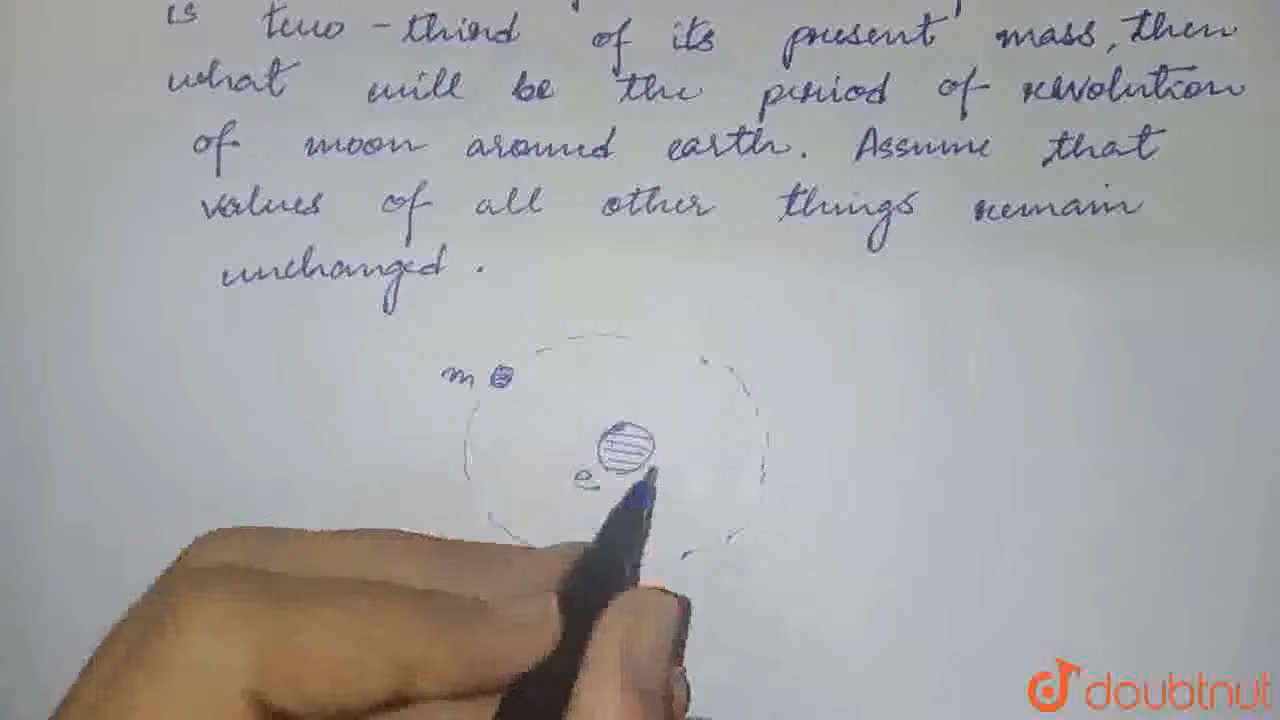 is two-third of its present mass, then
what will be the period of revolution
of moon around earth. Assume that
values of all other things remain
unchanged.
m
e
doubtnut